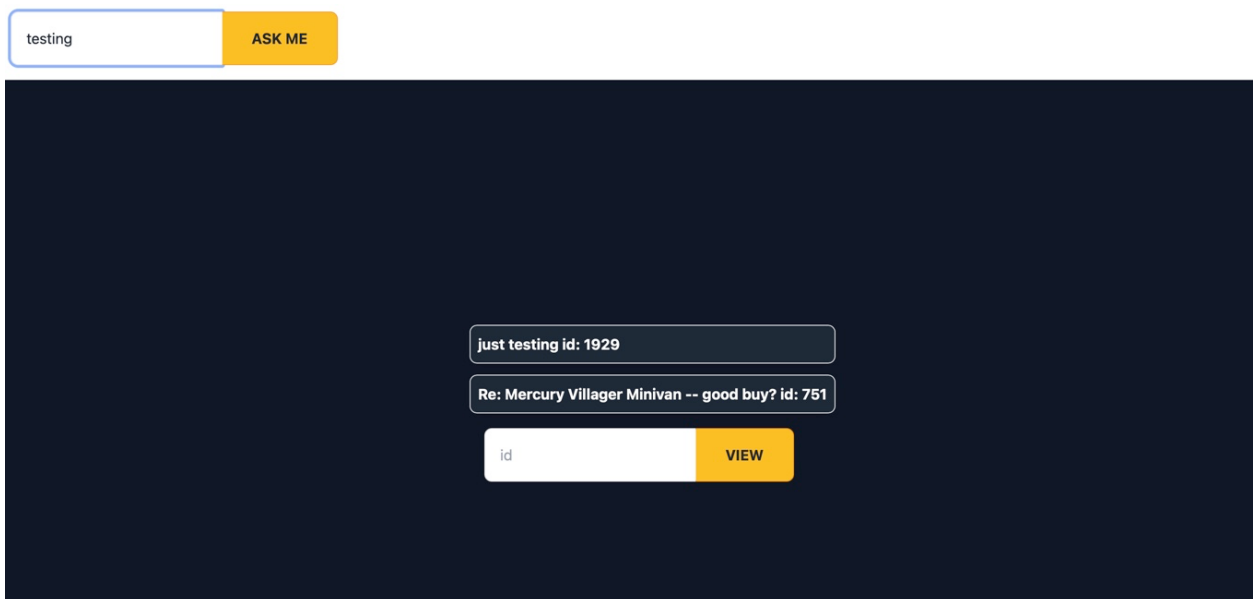 testing
ASK ME
just testing id: 1929
Re: Mercury Villager Minivan -- good buy? id: 751
id
VIEW